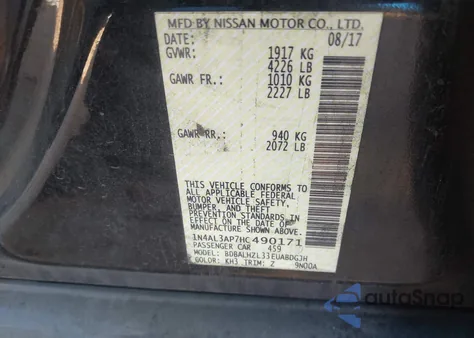 MFD BY NISSAN MOTOR CO., LTD.
DATE: 08/17
GVWR: 1917 KG
4226 LB
GAWR FR.: 1010 KG
2227 LB
GAWR RR.: 940 KG
2072 LB
THIS VEHICLE CONFORMS TO
ALL APPLICABLE FEDERAL
MOTOR VEHICLE SAFETY,
BUMPER, AND THEFT
PREVENTION STANDARDS IN
EFFECT ON THE DATE OF
MANUFACTURE SHOWN ABOVE.
1N4AL3AP7HC490171
PASSENGER CAR 459
MODEL: BDBALHZL33EUABDGJH
COLOR: KH3 TRIM: Z 9N00A
autoSnap